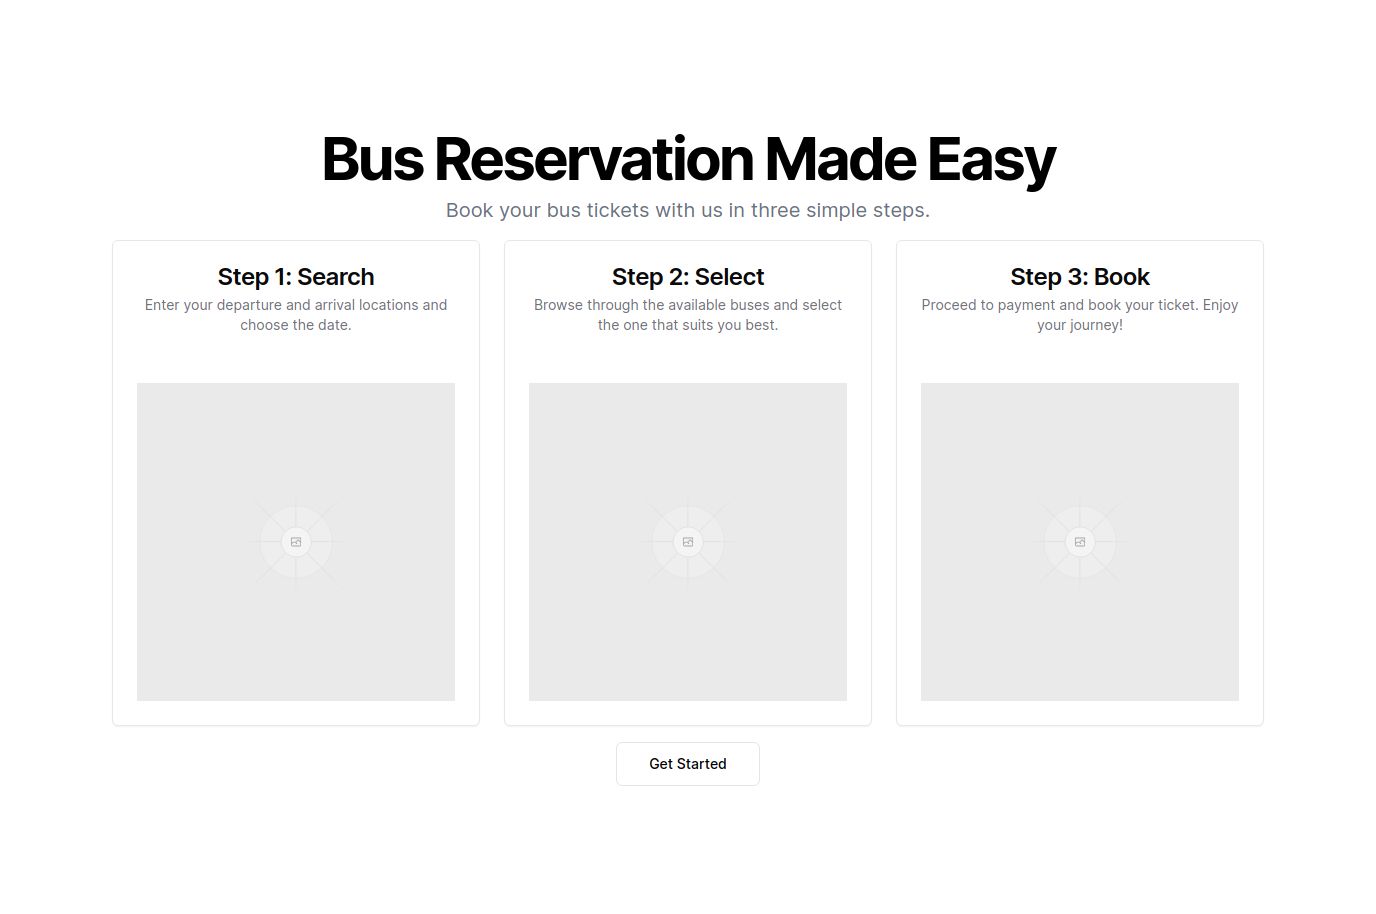 Bus Reservation Made Easy
Book your bus tickets with us in three simple steps.
Step 1: Search
Enter your departure and arrival locations and
choose the date.
Step 2: Select
Browse through the available buses and select
the one that suits you best.
Step 3: Book
Proceed to payment and book your ticket. Enjoy
your journey!
Get Started